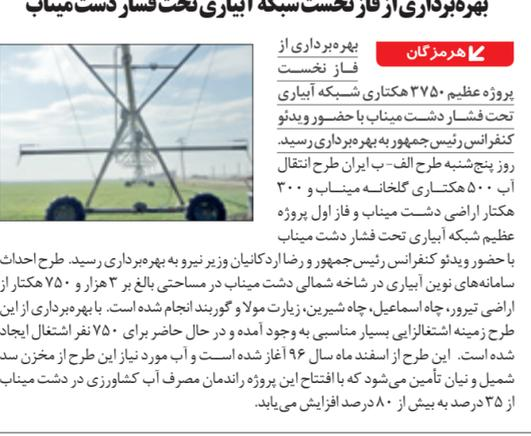 بهره‌برداری از فاز نخست شبکه آبیاری تحت فشار دشت میناب
هرمزگان
بهره‌برداری از
فاز نخست
پروژه عظیم ۳۷۵۰ هکتاری شبکه آبیاری
تحت فشار دشت میناب با حضور ویدئو
کنفرانس رئیس‌جمهور به بهره‌برداری رسید.
روز پنج‌شنبه طرح الف- ب ایران طرح انتقال
آب ۵۰۰ هکتاری گلخانه میناب و ۳۰۰
هکتار اراضی دشت میناب و فاز اول پروژه
عظیم شبکه آبیاری تحت فشار دشت میناب
با حضور ویدئو کنفرانس رئیس‌جمهور و رضا اردکانیان وزیر نیرو به بهره‌برداری رسید. طرح احداث
سامانه‌های نوین آبیاری در شاخه شمالی دشت میناب در مساحتی بالغ بر ۳ هزار و ۷۵۰ هکتار از
اراضی تیرور، چاه اسماعیل، چاه شیرین، زیارت مولا و گوربند انجام شده است. با بهره‌برداری از این
طرح زمینه اشتغالزایی بسیار مناسبی به وجود آمده و در حال حاضر برای ۷۵۰ نفر اشتغال ایجاد
شده است. این طرح از اسفند ماه سال ۹۶ آغاز شده است و آب مورد نیاز این طرح از مخزن سد
شمیل و نیان تأمین می‌شود که با افتتاح این پروژه راندمان مصرف آب کشاورزی در دشت میناب
از ۳۵ درصد به بیش از ۸۰ درصد افزایش می‌یابد.